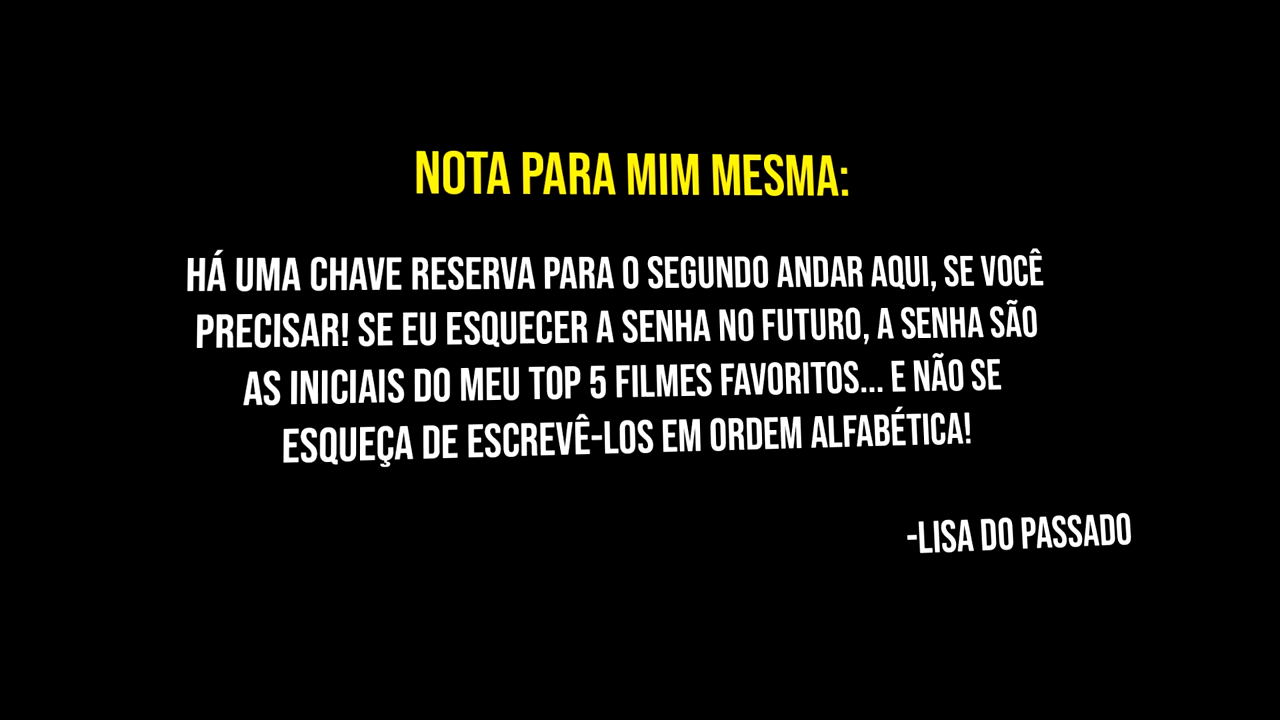 NOTA PARA MIM MESMA:
HÁ UMA CHAVE RESERVA PARA O SEGUNDO ANDAR AQUI, SE VOCÊ
PRECISAR! SE EU ESQUECER A SENHA NO FUTURO, A SENHA SÃO
AS INICIAIS DO MEU TOP 5 FILMES FAVORITOS... E NÃO SE
ESQUEÇA DE ESCREVÊ-LOS EM ORDEM ALFABÉTICA!
-LISA DO PASSADO